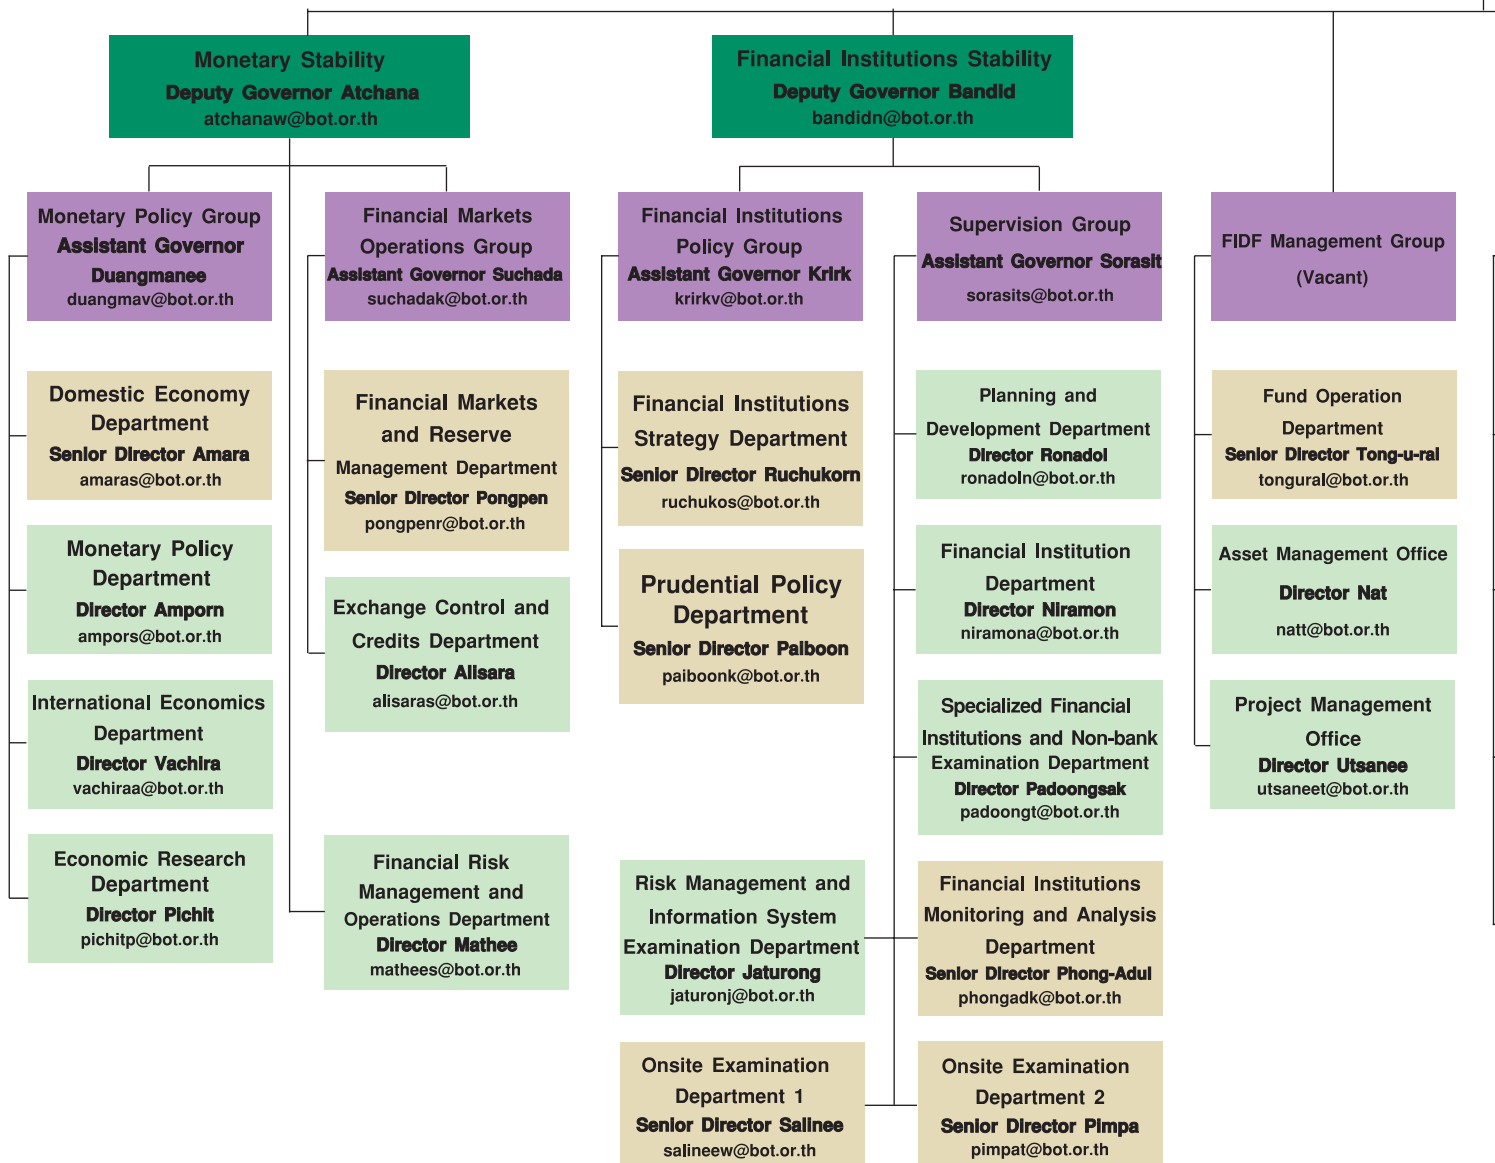 Monetary Stability
Deputy Governor Atchana
atchanaw@bot.or.th
Financial Institutions Stability
Deputy Governor Bandid
bandidn@bot.or.th
Monetary Policy Group
Assistant Governor
Duangmanee
duangmav@bot.or.th
Financial Markets
Operations Group
Assistant Governor Suchada
suchadak@bot.or.th
Financial Institutions
Policy Group
Assistant Governor Krirk
krirkv@bot.or.th
Supervision Group
Assistant Governor Sorasit
sorasits@bot.or.th
FIDF Management Group
(Vacant)
Domestic Economy
Department
Senior Director Amara
amaras@bot.or.th
Financial Markets
and Reserve
Management Department
Senior Director Pongpen
pongpenr@bot.or.th
Financial Institutions
Strategy Department
Senior Director Ruchukorn
ruchukos@bot.or.th
Planning and
Development Department
Director Ronadol
ronadoln@bot.or.th
Fund Operation
Department
Senior Director Tong-u-rai
tongural@bot.or.th
Monetary Policy
Department
Director Amporn
ampors@bot.or.th
Exchange Control and
Credits Department
Director Alisara
alisaras@bot.or.th
Prudential Policy
Department
Senior Director Paiboon
paiboonk@bot.or.th
Financial Institution
Department
Director Niramon
niramona@bot.or.th
Asset Management Office
Director Nat
natt@bot.or.th
International Economics
Department
Director Vachira
vachiraa@bot.or.th
Specialized Financial
Institutions and Non-bank
Examination Department
Director Padoongsak
padoongt@bot.or.th
Project Management
Office
Director Utsanee
utsaneet@bot.or.th
Economic Research
Department
Director Pichit
pichitp@bot.or.th
Financial Risk
Management and
Operations Department
Director Mathee
mathees@bot.or.th
Risk Management and
Information System
Examination Department
Director Jaturong
jaturonj@bot.or.th
Financial Institutions
Monitoring and Analysis
Department
Senior Director Phong-Adul
phongadk@bot.or.th
Onsite Examination
Department 1
Senior Director Salinee
salineew@bot.or.th
Onsite Examination
Department 2
Senior Director Pimpa
pimpat@bot.or.th